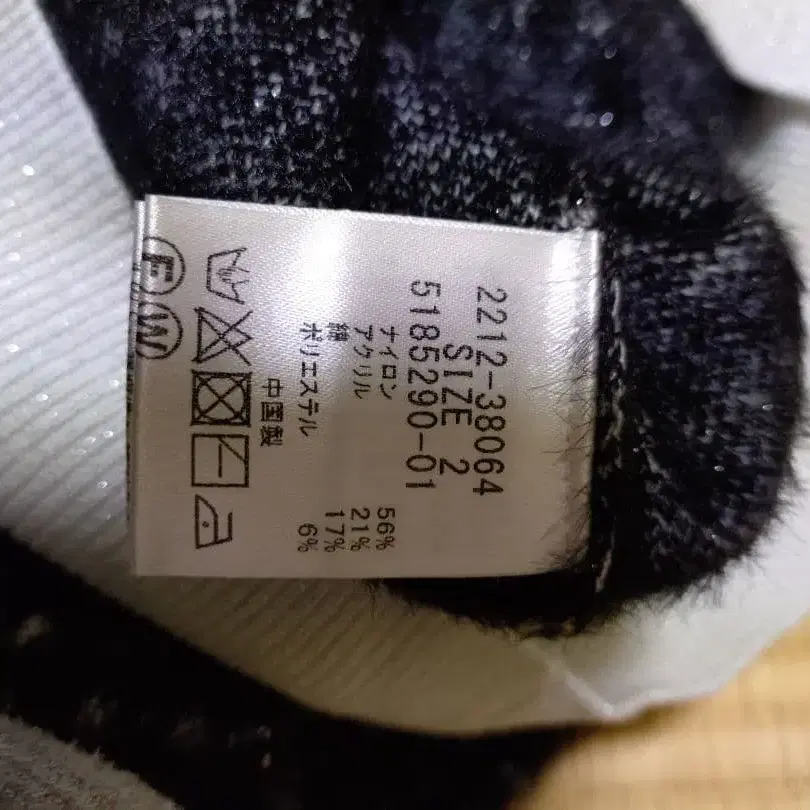 2212-38064
SIZE 2
5185290-01
ナイロン 56%
アクリル 21%
綿 17%
ポリエステル 6%
中国製
F W